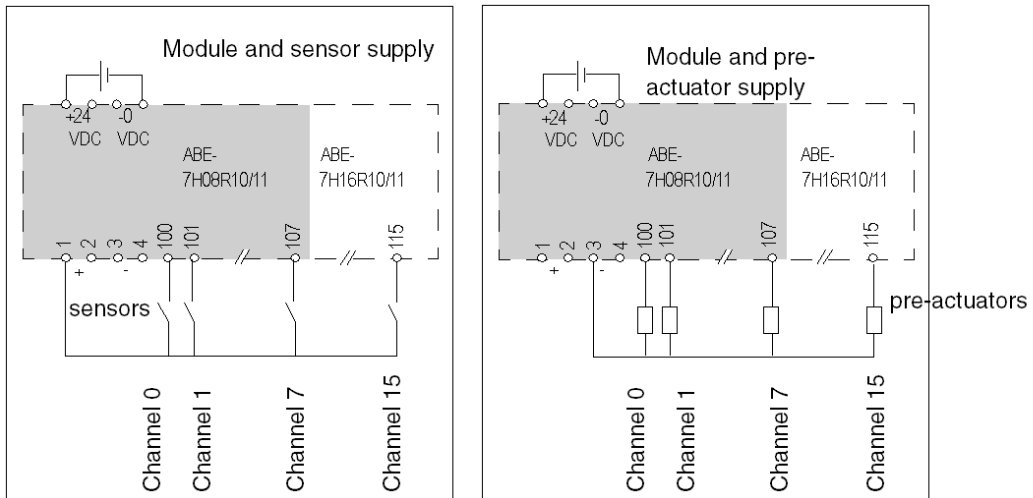 Module and sensor supply
+24 -0
VDC VDC
ABE-
7H08R10/11
ABE-
7H16R10/11
1 2 3 4 100 101 107 115
+ -
sensors
Channel 0
Channel 1
Channel 7
Channel 15
Module and pre-
actuator supply
+24 -0
VDC VDC
ABE-
7H08R10/11
ABE-
7H16R10/11
1 2 3 4 100 101 107 115
+ -
pre-actuators
Channel 0
Channel 1
Channel 7
Channel 15